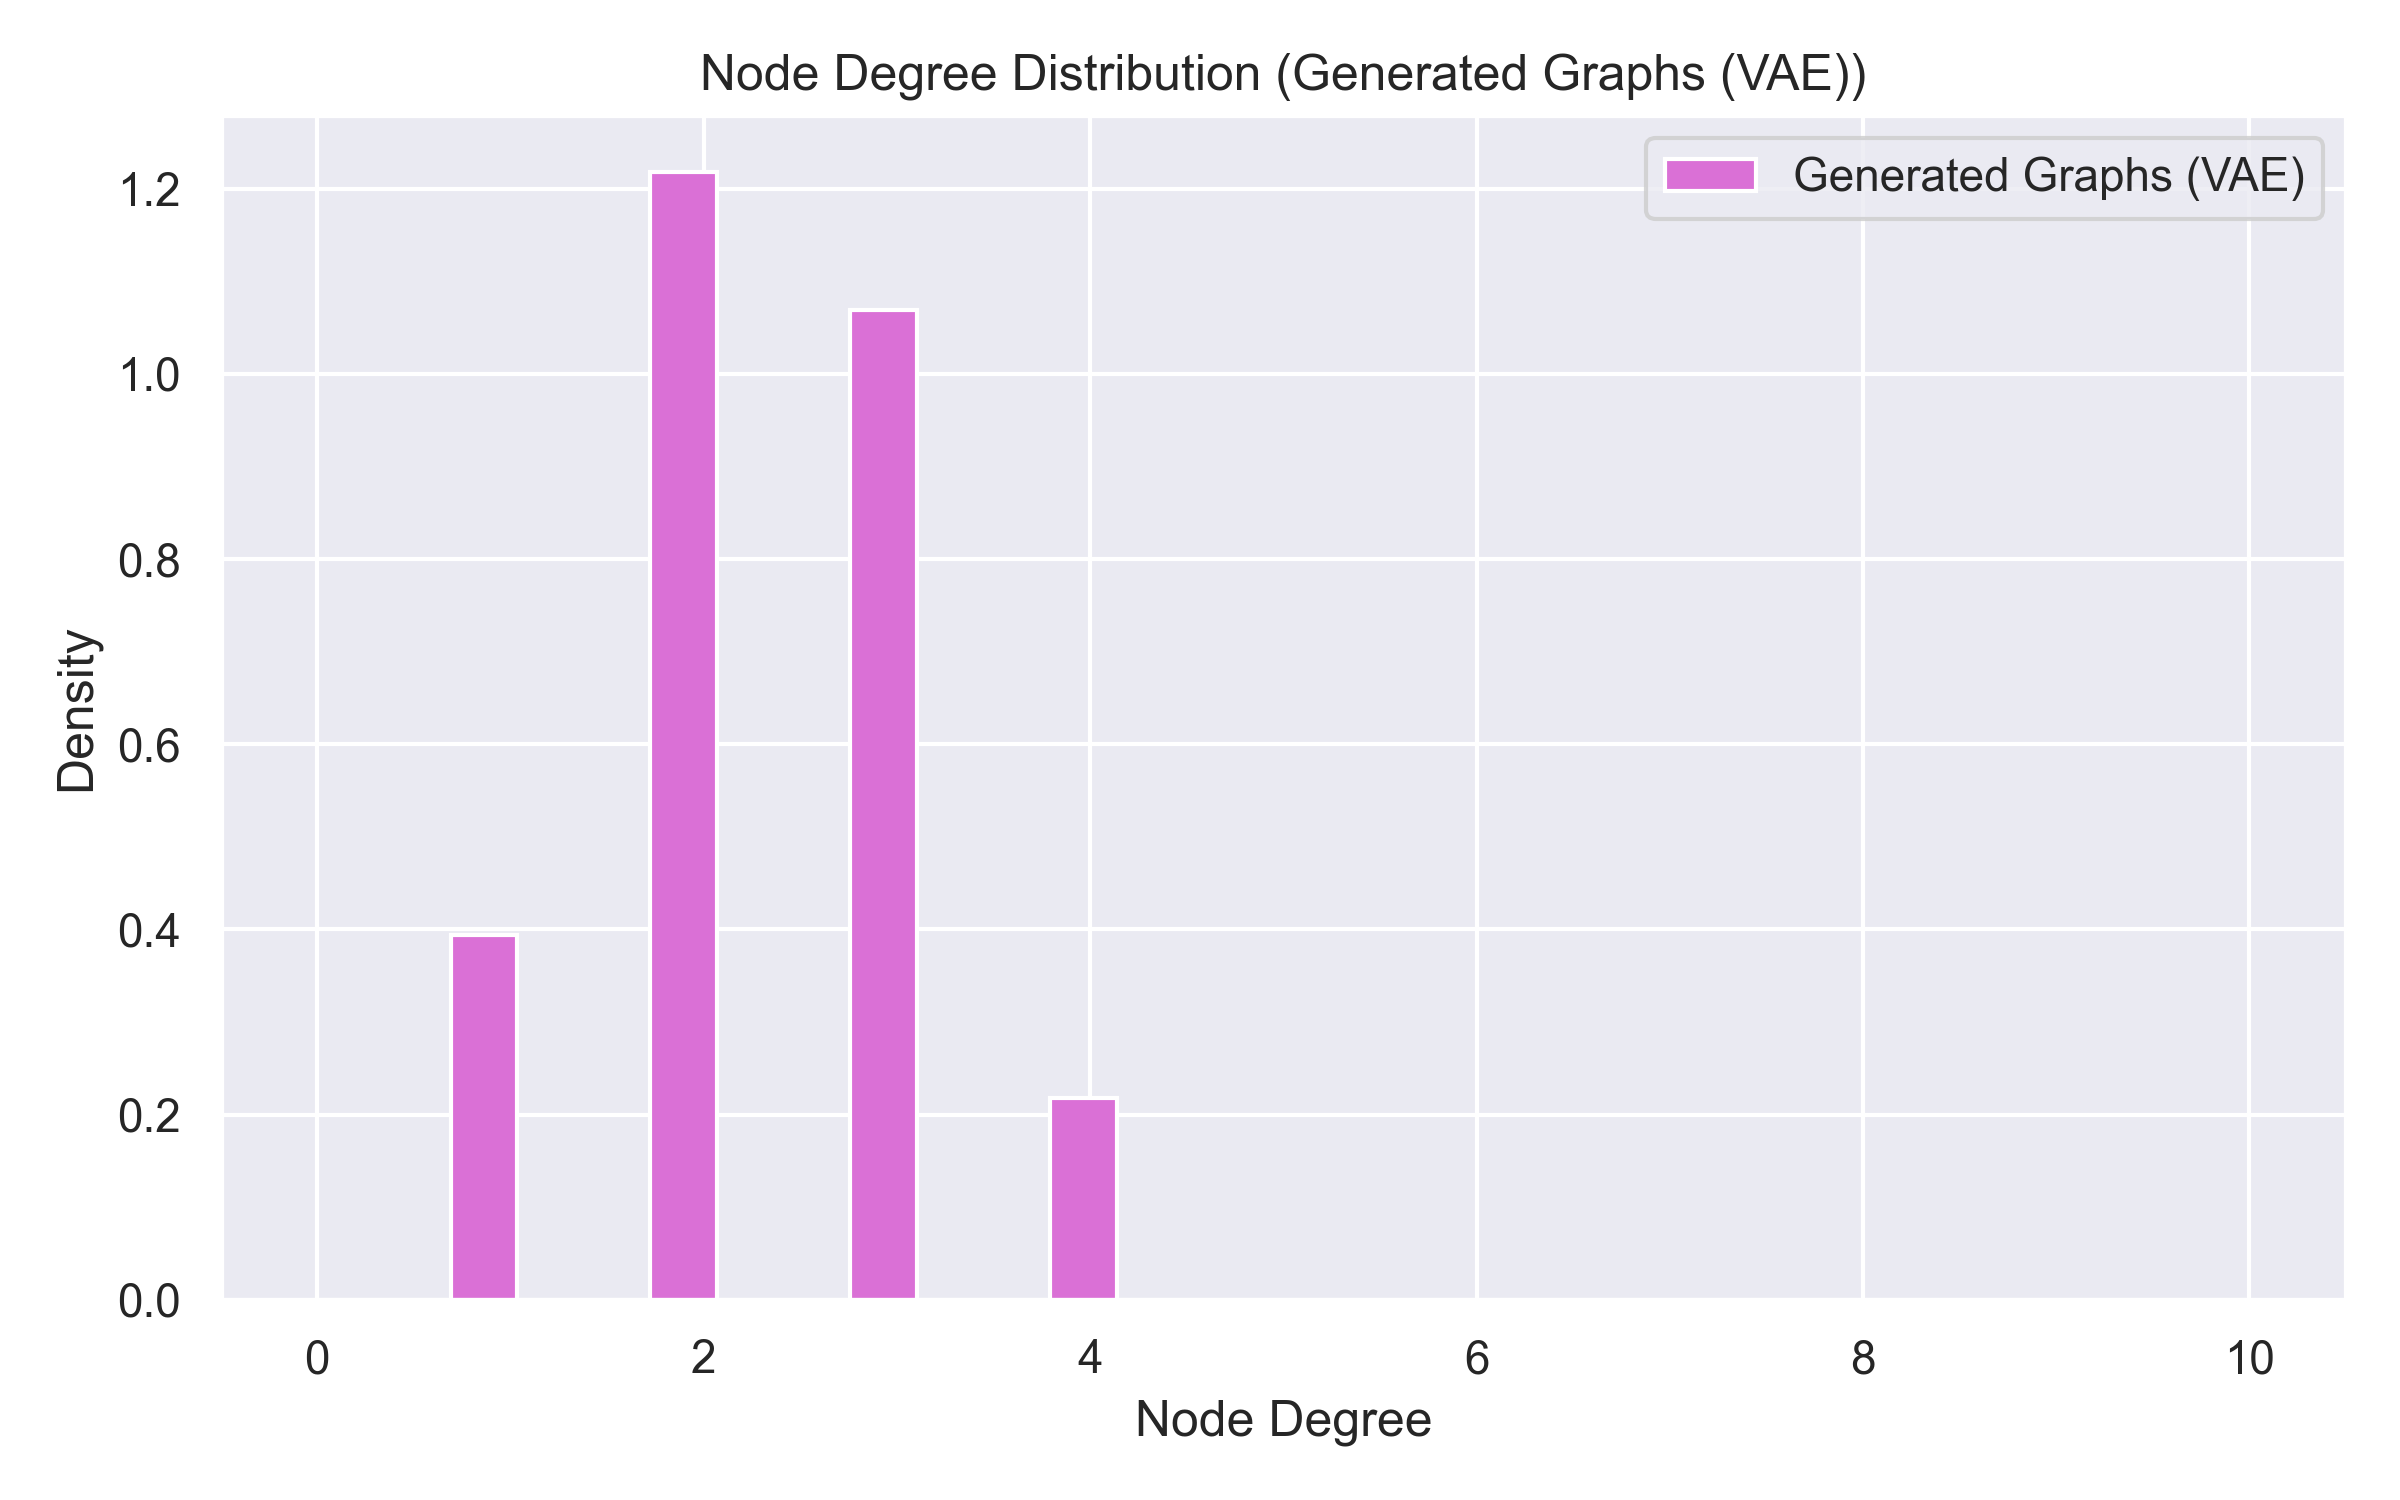 Node Degree Distribution (Generated Graphs (VAE))
Generated Graphs (VAE)
1.2
1.0
0.8
0.6
0.4
0.2
0.0
Density
0 2 4 6 8 10
Node Degree